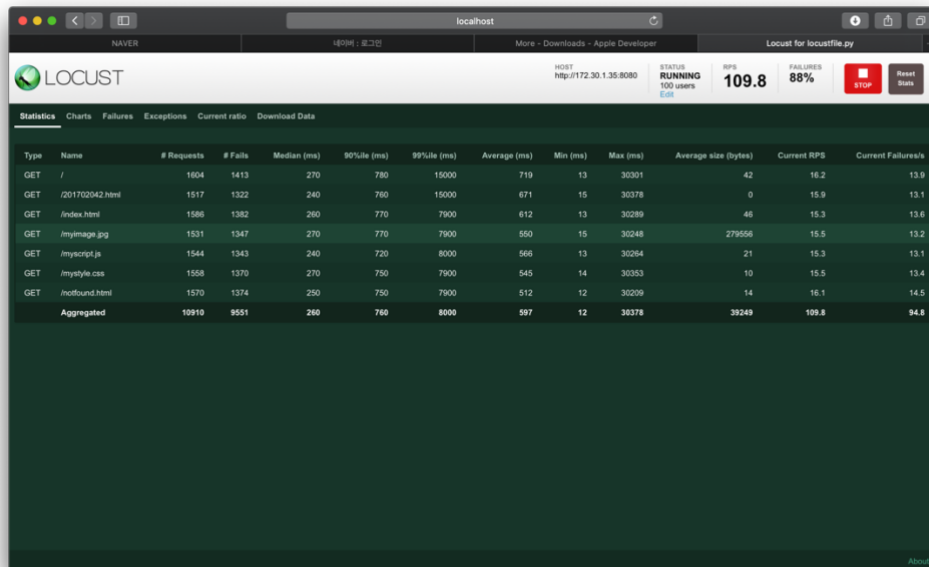 localhost
NAVER
네이버 : 로그인
More - Downloads - Apple Developer
Locust for locustfile.py
LOCUST
HOST
http://172.30.1.35:8080
STATUS
RUNNING
100 users
Edit
RPS
109.8
FAILURES
88%
STOP
Reset
Stats
Statistics Charts Failures Exceptions Current ratio Download Data
Type Name # Requests # Fails Median (ms) 90%ile (ms) 99%ile (ms) Average (ms) Min (ms) Max (ms) Average size (bytes) Current RPS Current Failures/s
GET / 1604 1413 270 780 15000 719 13 30301 42 16.2 13.9
GET /201702042.html 1517 1322 240 760 15000 671 15 30378 0 15.9 13.1
GET /index.html 1586 1382 260 770 7900 612 13 30289 46 15.3 13.6
GET /myimage.jpg 1531 1347 270 770 7900 550 15 30248 279556 15.5 13.2
GET /myscript.js 1544 1343 240 720 8000 566 13 30264 21 15.3 13.1
GET /mystyle.css 1558 1370 270 750 7900 545 14 30353 10 15.5 13.4
GET /notfound.html 1570 1374 250 750 7900 512 12 30209 14 16.1 14.5
Aggregated 10910 9551 260 760 8000 597 12 30378 39249 109.8 94.8
About